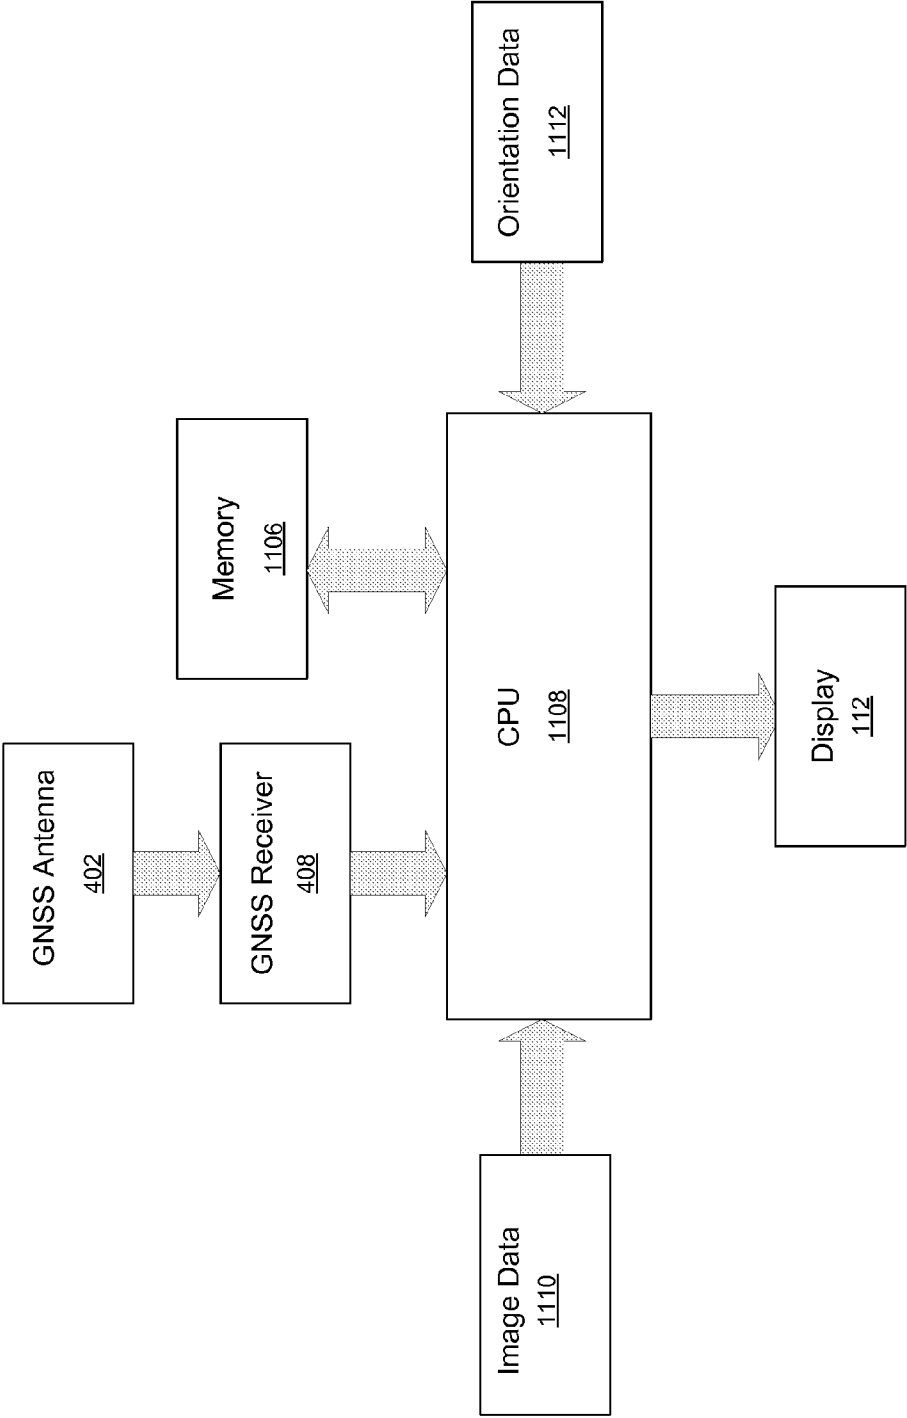 GNSS Antenna
402
GNSS Receiver
408
Memory
1106
Image Data
1110
CPU
1108
Orientation Data
1112
Display
112